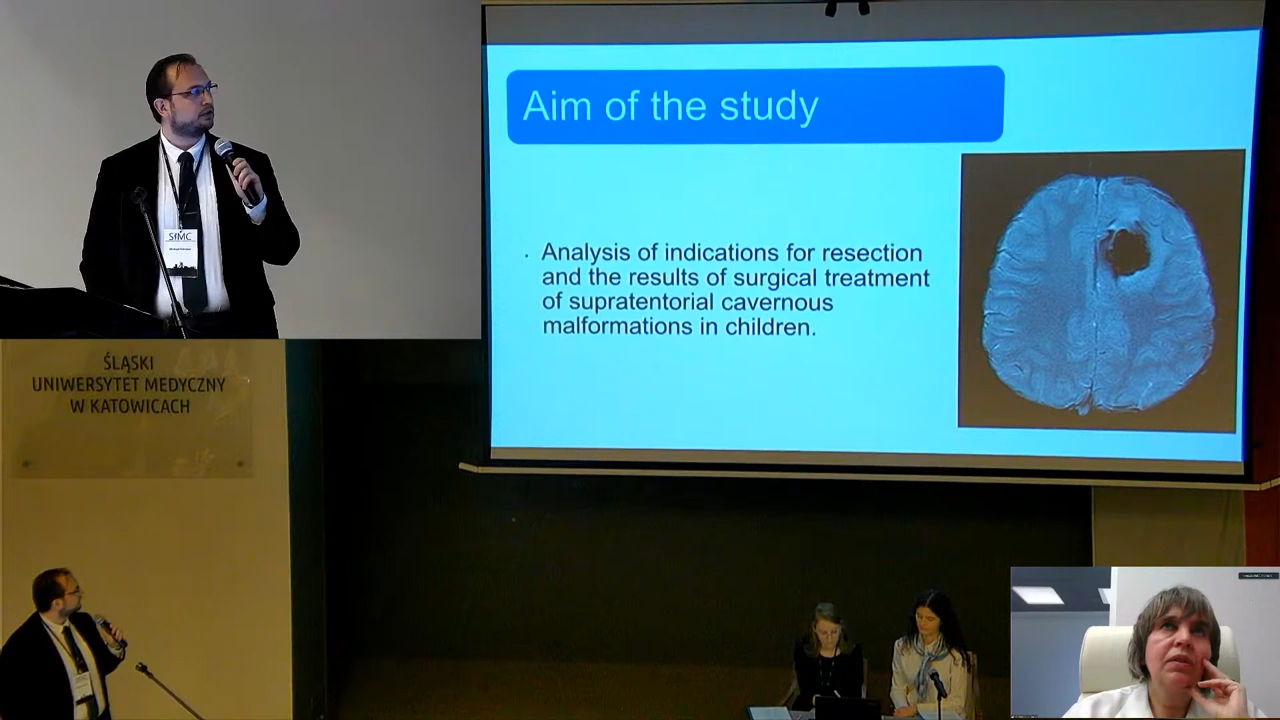 Aim of the study
Analysis of indications for resection
and the results of surgical treatment
of supratentorial cavernous
malformations in children.
SIMC
ŚLĄSKI
UNIWERSYTET MEDYCZNY
W KATOWICACH